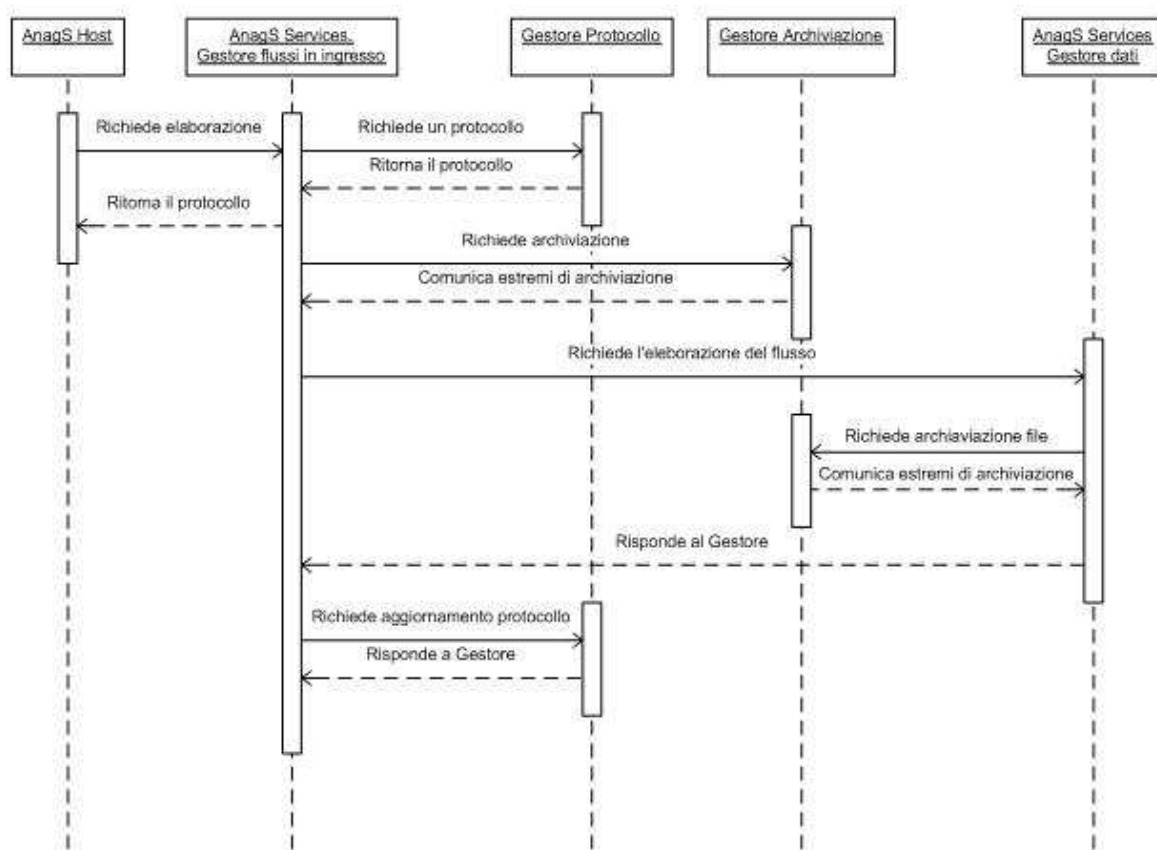 AnagS Host
AnagS Services.
Gestore flussi in ingresso
Gestore Protocollo
Gestore Archiviazione
AnagS Services
Gestore dati
Richiede elaborazione
Richiede un protocollo
Ritorna il protocollo
Ritorna il protocollo
Richiede archiviazione
Comunica estremi di archiviazione
Richiede l'eleborazione del flusso
Richiede archiaviazione file
Comunica estremi di archiviazione
Risponde al Gestore
Richiede aggiornamento protocollo
Risponde a Gestore